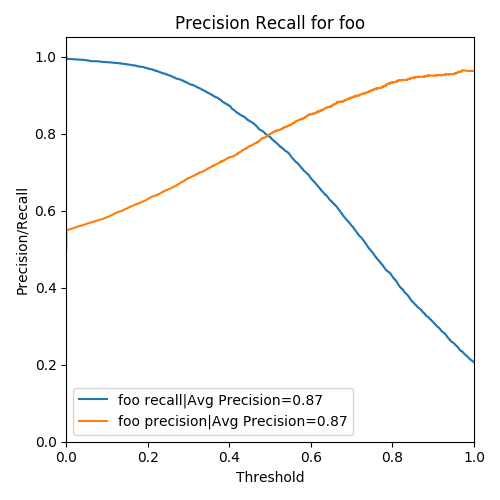 Precision Recall for foo
Precision/Recall
1.0
0.8
0.6
0.4
0.2
0.0
foo recall|Avg Precision=0.87
foo precision|Avg Precision=0.87
0.0 0.2 0.4 0.6 0.8 1.0
Threshold